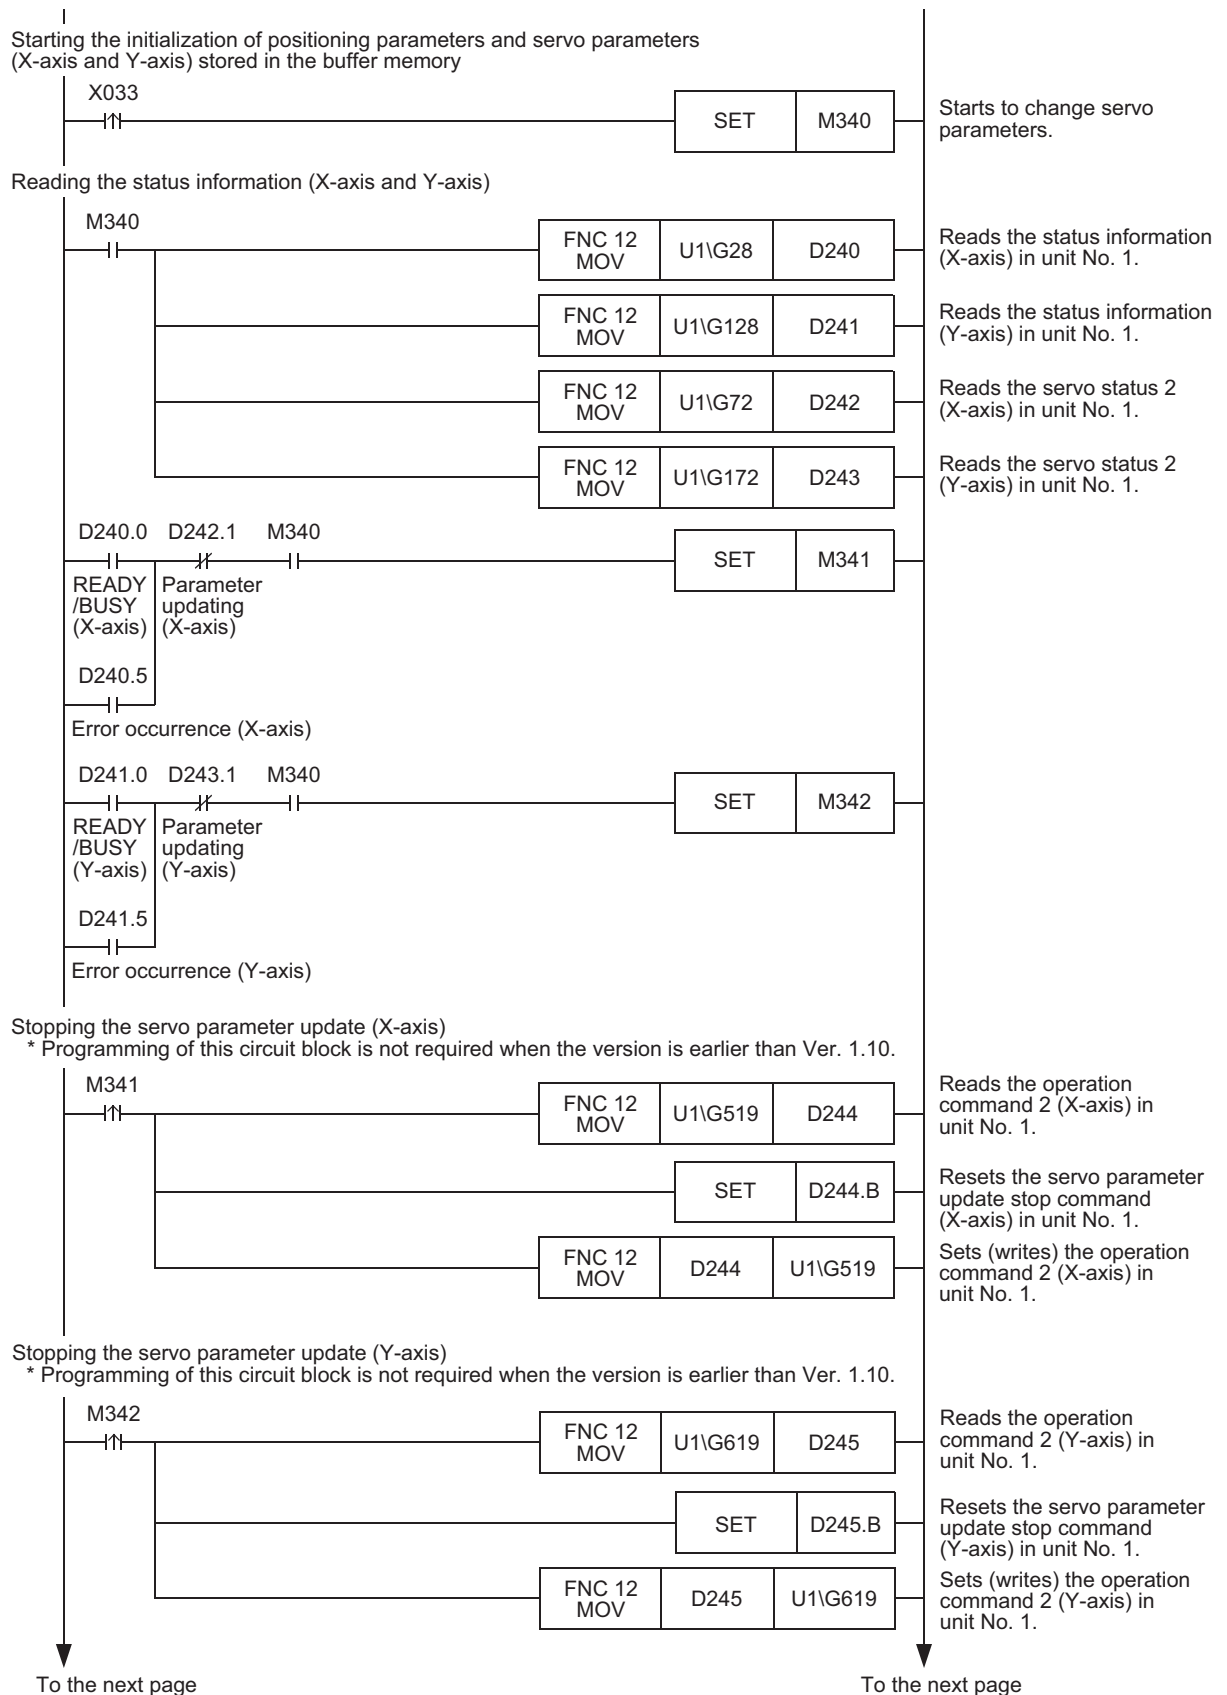 Starting the initialization of positioning parameters and servo parameters
(X-axis and Y-axis) stored in the buffer memory
X033
SET M340
Starts to change servo
parameters.
Reading the status information (X-axis and Y-axis)
M340
FNC 12
MOV
U1\G28
D240
Reads the status information
(X-axis) in unit No. 1.
FNC 12
MOV
U1\G128
D241
Reads the status information
(Y-axis) in unit No. 1.
FNC 12
MOV
U1\G72
D242
Reads the servo status 2
(X-axis) in unit No. 1.
FNC 12
MOV
U1\G172
D243
Reads the servo status 2
(Y-axis) in unit No. 1.
D240.0 D242.1 M340
SET M341
READY
/BUSY
(X-axis)
Parameter
updating
(X-axis)
D240.5
Error occurrence (X-axis)
D241.0 D243.1 M340
SET M342
READY
/BUSY
(Y-axis)
Parameter
updating
(Y-axis)
D241.5
Error occurrence (Y-axis)
Stopping the servo parameter update (X-axis)
* Programming of this circuit block is not required when the version is earlier than Ver. 1.10.
M341
FNC 12
MOV
U1\G519
D244
Reads the operation
command 2 (X-axis) in
unit No. 1.
SET D244.B
Resets the servo parameter
update stop command
(X-axis) in unit No. 1.
FNC 12
MOV
D244
U1\G519
Sets (writes) the operation
command 2 (X-axis) in
unit No. 1.
Stopping the servo parameter update (Y-axis)
* Programming of this circuit block is not required when the version is earlier than Ver. 1.10.
M342
FNC 12
MOV
U1\G619
D245
Reads the operation
command 2 (Y-axis) in
unit No. 1.
SET D245.B
Resets the servo parameter
update stop command
(Y-axis) in unit No. 1.
FNC 12
MOV
D245
U1\G619
Sets (writes) the operation
command 2 (Y-axis) in
unit No. 1.
To the next page
To the next page